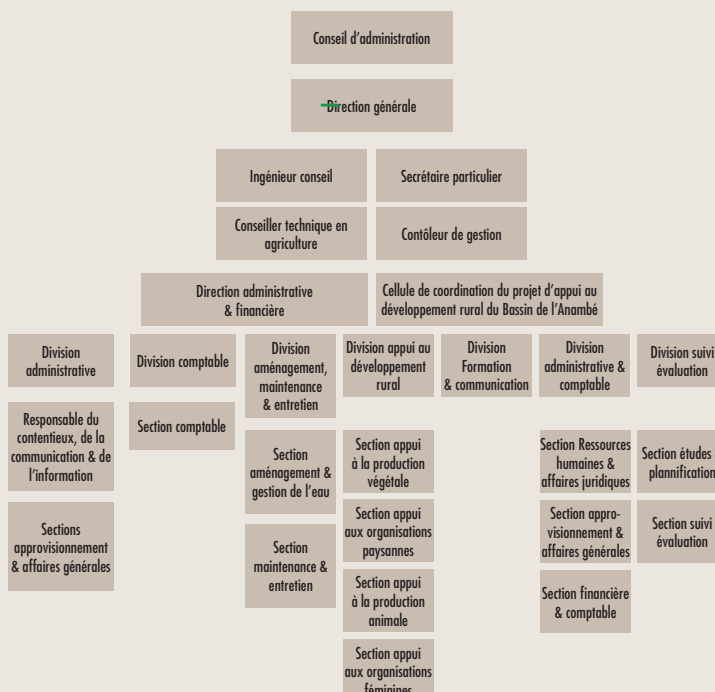 Conseil d'administration
Direction générale
Ingénieur conseil
Secrétaire particulier
Conseiller technique en
agriculture
Contôleur de gestion
Direction administrative
& financière
Cellule de coordination du projet d'appui au
développement rural du Bassin de l'Anambé
Division
administrative
Division comptable
Division
aménagement,
maintenance
& entretien
Division appui au
développement
rural
Division
Formation
& communication
Division
administrative &
comptable
Division suivi
évaluation
Responsable du
contentieux, de la
communication & de
l'information
Section comptable
Section
aménagement &
gestion de l'eau
Section appui
à la production
végétale
Section Ressources
humaines &
affaires juridiques
Section études
plannification
Sections
approvisionnement
& affaires générales
Section
maintenance &
entretien
Section appui
aux organisations
paysannes
Section appro-
visionnement &
affaires générales
Section suivi
évaluation
Section appui
à la production
animale
Section financière
& comptable
Section appui
aux organisations
féminines